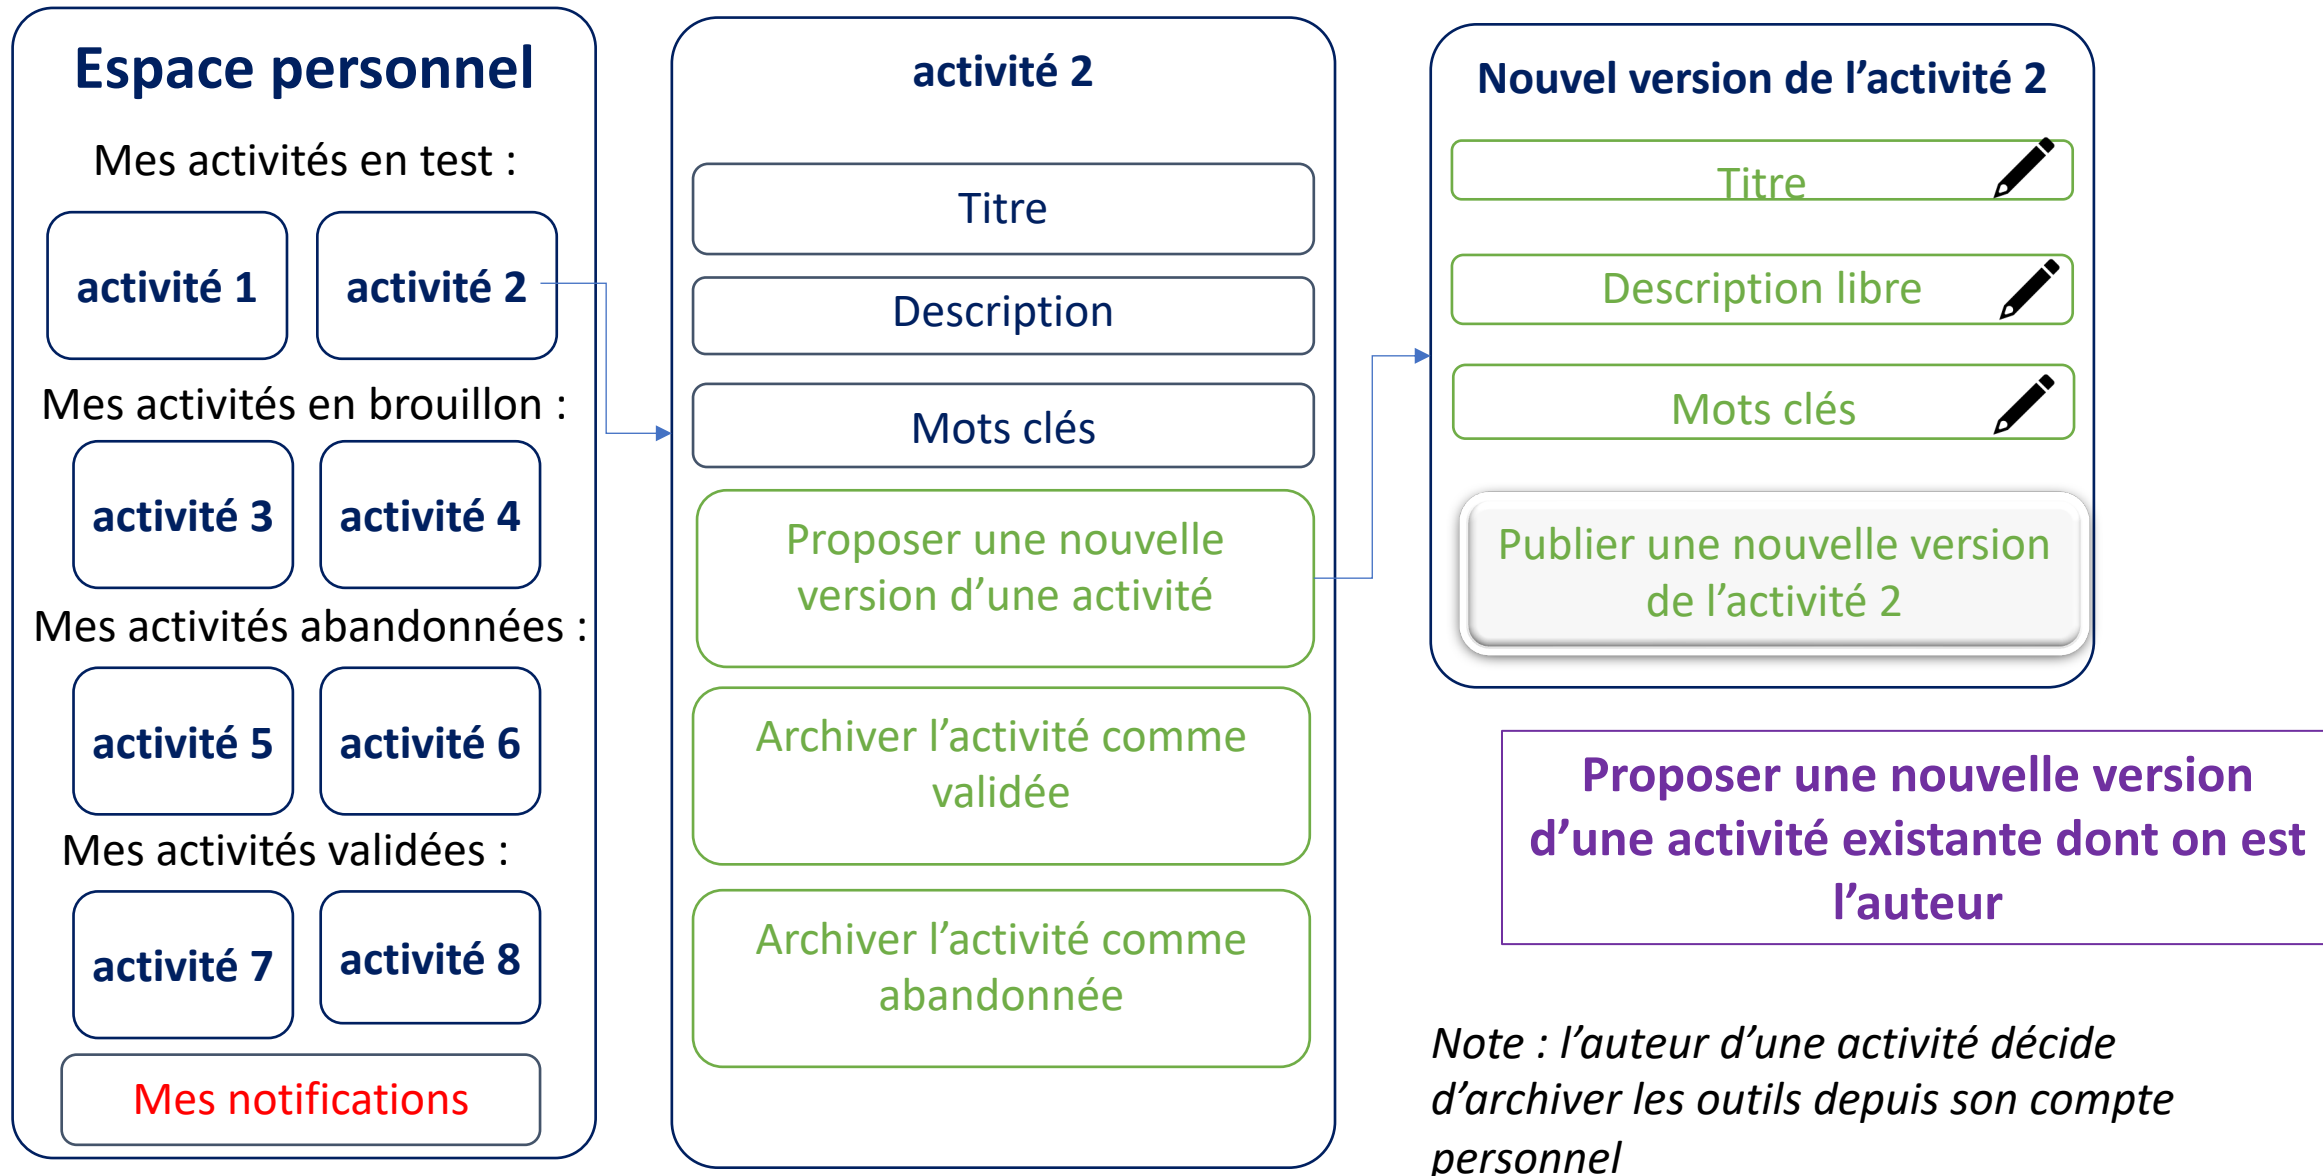 Espace personnel
Mes activités en test :
activité 1
activité 2
Mes activités en brouillon :
activité 3
activité 4
Mes activités abandonnées :
activité 5
activité 6
Mes activités validées :
activité 7
activité 8
Mes notifications
activité 2
Titre
Description
Mots clés
Proposer une nouvelle
version d’une activité
Archiver l’activité comme
validée
Archiver l’activité comme
abandonnée
Nouvel version de l’activité 2
Titre
Description libre
Mots clés
Publier une nouvelle version
de l’activité 2
Proposer une nouvelle version
d’une activité existante dont on est
l’auteur
Note : l’auteur d’une activité décide
d’archiver les outils depuis son compte
personnel